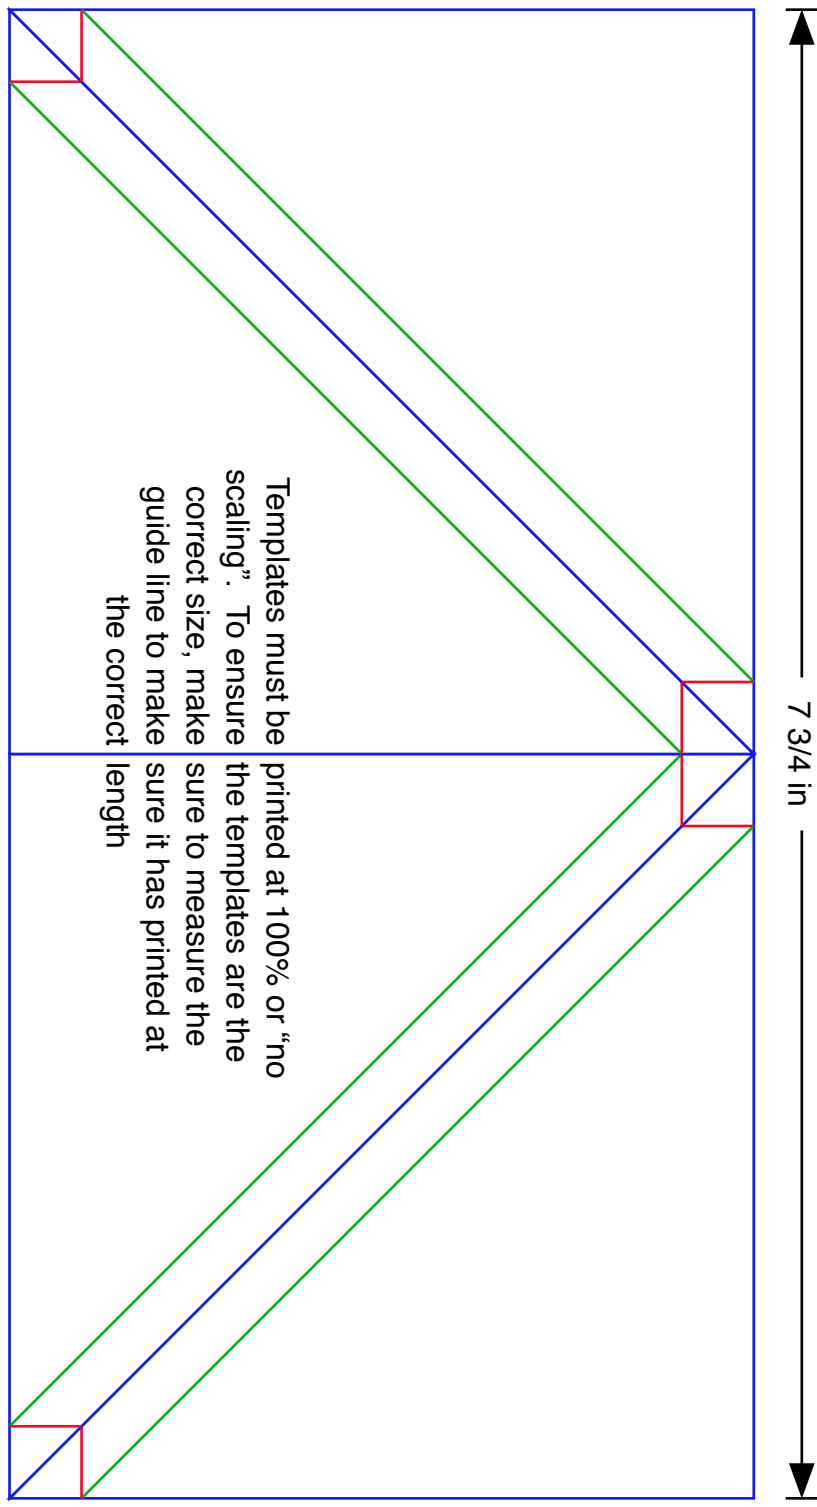 7 3/4 in
Templates must be printed at 100% or “no
scaling”. To ensure the templates are the
correct size, make sure to measure the
guide line to make sure it has printed at
the correct length